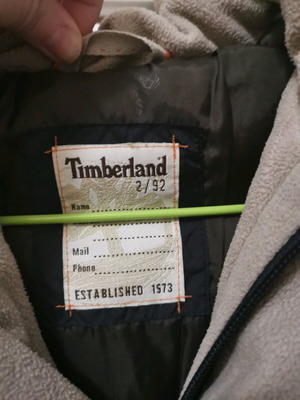 Timberland
2/92
Name
Mail
Phone
ESTABLISHED 1973